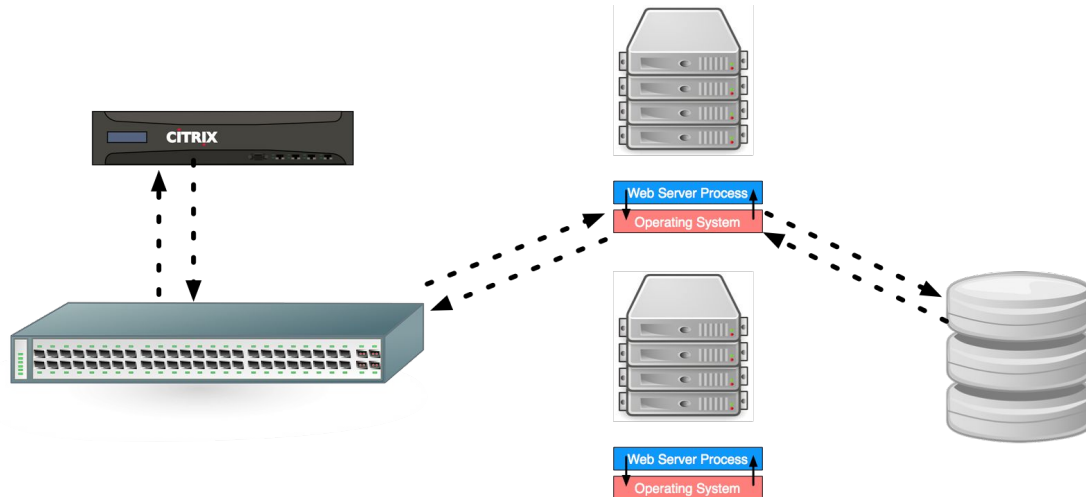 CITRIX
Web Server Process
Operating System
Web Server Process
Operating System